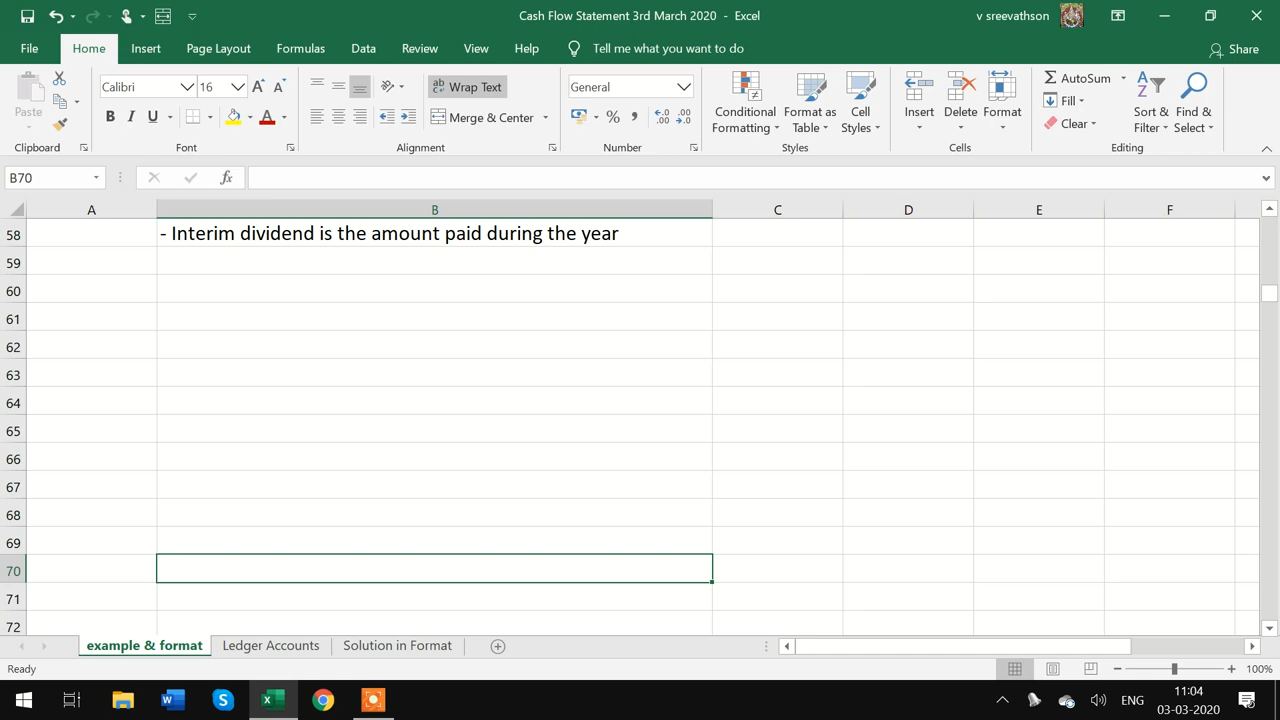 Cash Flow Statement 3rd March 2020 - Excel
v sreevathson
File Home Insert Page Layout Formulas Data Review View Help Tell me what you want to do Share
Paste
Clipboard
Calibri 16
B I U
Font
ab Wrap Text
Merge & Center
Alignment
General
% , .00 .0
Number
Conditional Formatting
Format as Table
Cell Styles
Styles
Insert
Delete
Format
Cells
Σ AutoSum
Fill
Clear
Sort & Filter
Find & Select
Editing
B70 fx
A B C D E F
58 - Interim dividend is the amount paid during the year
59
60
61
62
63
64
65
66
67
68
69
70
71
72
example & format Ledger Accounts Solution in Format
Ready 100%
ENG 11:04
03-03-2020